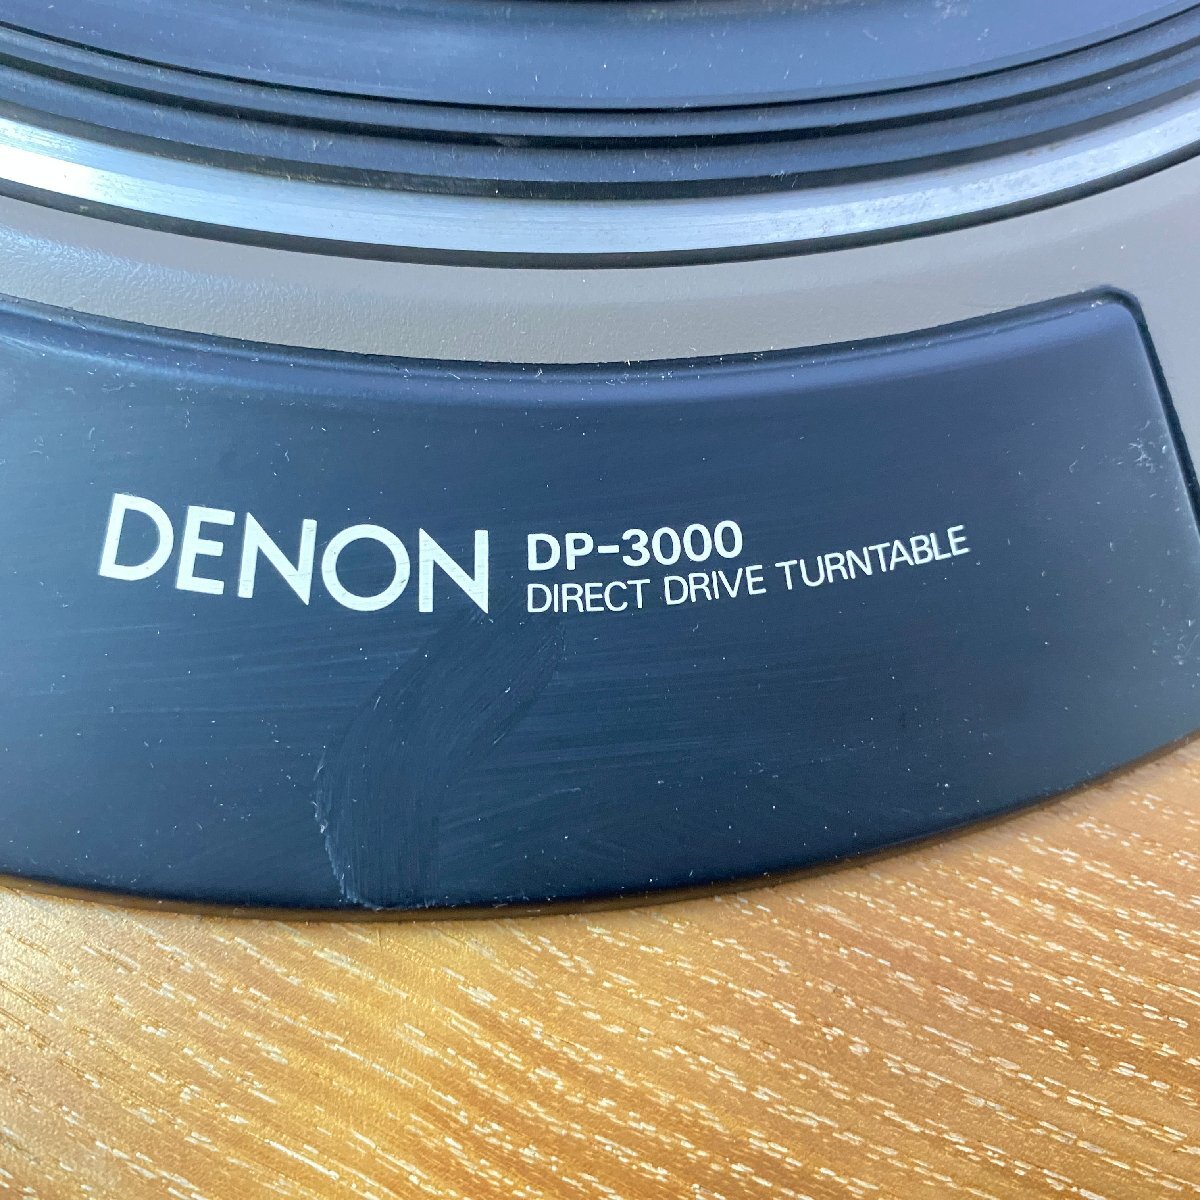 DENON
DP-3000
DIRECT DRIVE TURNTABLE